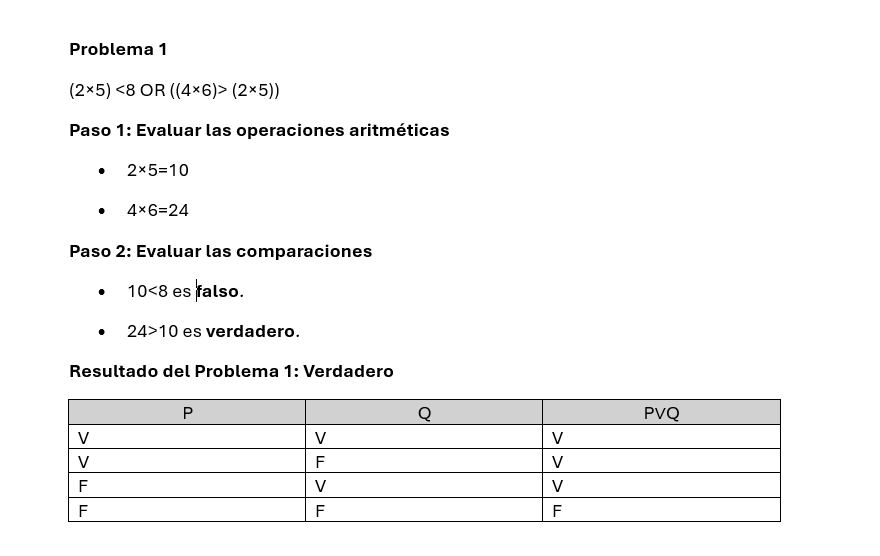 Problema 1
(2×5) <8 OR ((4×6)> (2×5))
Paso 1: Evaluar las operaciones aritméticas
• 2×5=10
• 4×6=24
Paso 2: Evaluar las comparaciones
• 10<8 es falso.
• 24>10 es verdadero.
Resultado del Problema 1: Verdadero
P Q PVQ
V V V
V F V
F V V
F F F